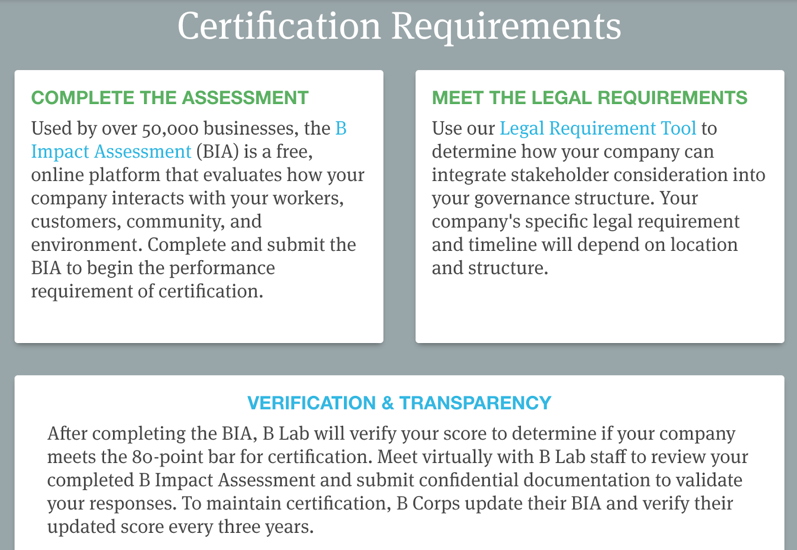 Certification Requirements
COMPLETE THE ASSESSMENT
Used by over 50,000 businesses, the B
Impact Assessment (BIA) is a free,
online platform that evaluates how your
company interacts with your workers,
customers, community, and
environment. Complete and submit the
BIA to begin the performance
requirement of certification.
MEET THE LEGAL REQUIREMENTS
Use our Legal Requirement Tool to
determine how your company can
integrate stakeholder consideration into
your governance structure. Your
company's specific legal requirement
and timeline will depend on location
and structure.
VERIFICATION & TRANSPARENCY
After completing the BIA, B Lab will verify your score to determine if your company
meets the 80-point bar for certification. Meet virtually with B Lab staff to review your
completed B Impact Assessment and submit confidential documentation to validate
your responses. To maintain certification, B Corps update their BIA and verify their
updated score every three years.